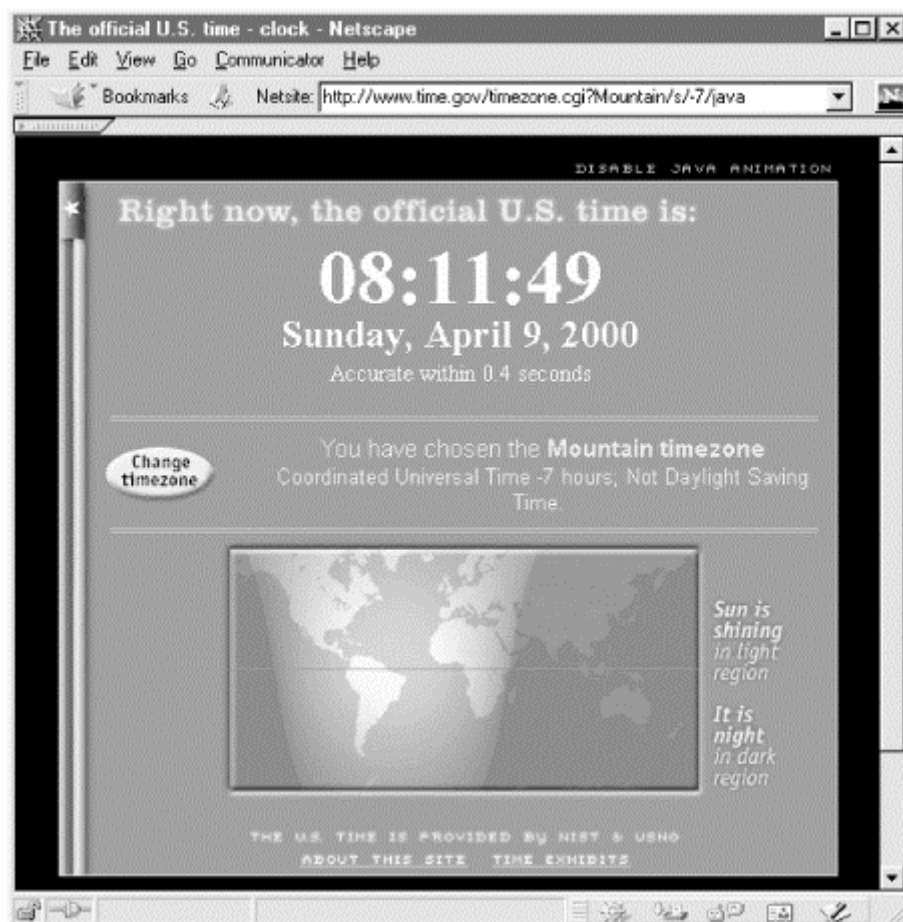 The official U.S. time - clock - Netscape
File Edit View Go Communicator Help
Bookmarks Netsite: http://www.time.gov/timezone.cgi?Mountain/s/-7/java
DISABLE JAVA ANIMATION
Right now, the official U.S. time is:
08:11:49
Sunday, April 9, 2000
Accurate within 0.4 seconds
Change
timezone
You have chosen the Mountain timezone
Coordinated Universal Time -7 hours; Not Daylight Saving
Time.
Sun is
shining
in light
region
It is
night
in dark
region
THE U.S. TIME IS PROVIDED BY NIST & USNO
ABOUT THIS SITE TIME EXHIBITS